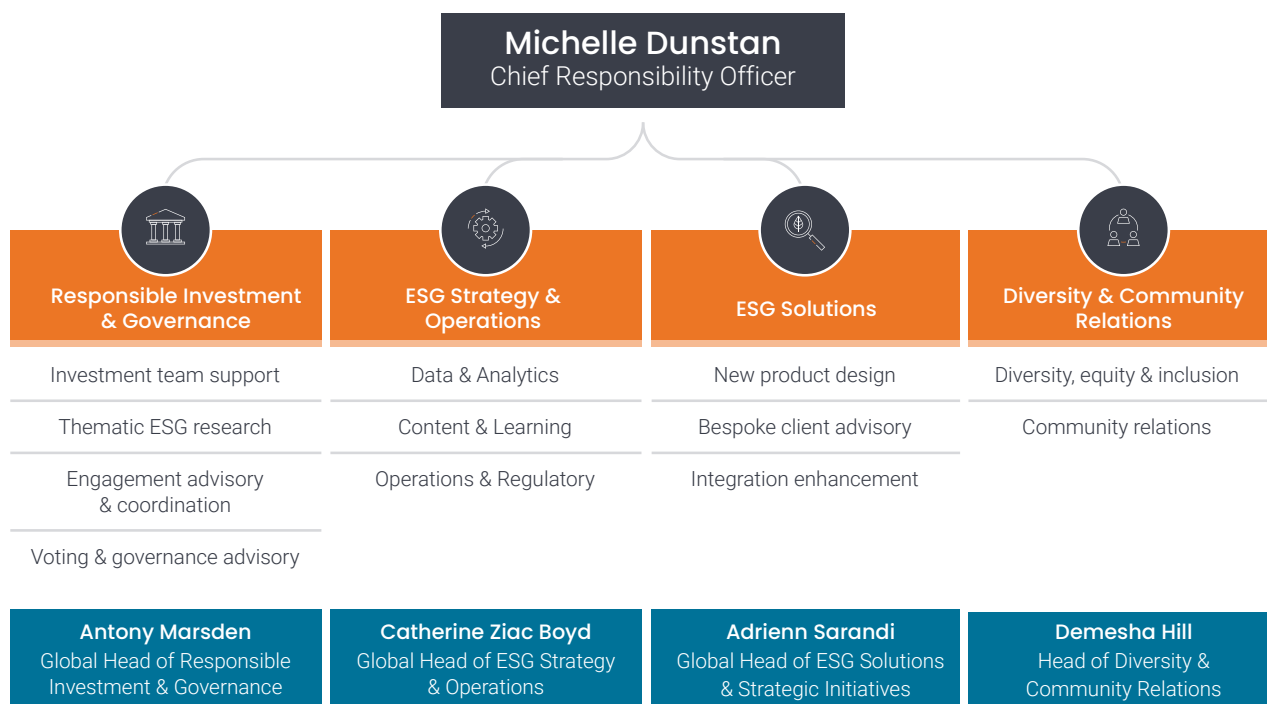 Michelle Dunstan
Chief Responsibility Officer
Responsible Investment
& Governance
Investment team support
Thematic ESG research
Engagement advisory
& coordination
Voting & governance advisory
Antony Marsden
Global Head of Responsible
Investment & Governance
ESG Strategy &
Operations
Data & Analytics
Content & Learning
Operations & Regulatory
Catherine Ziac Boyd
Global Head of ESG Strategy
& Operations
ESG Solutions
New product design
Bespoke client advisory
Integration enhancement
Adrienn Sarandi
Global Head of ESG Solutions
& Strategic Initiatives
Diversity & Community
Relations
Diversity, equity & inclusion
Community relations
Demesha Hill
Head of Diversity &
Community Relations